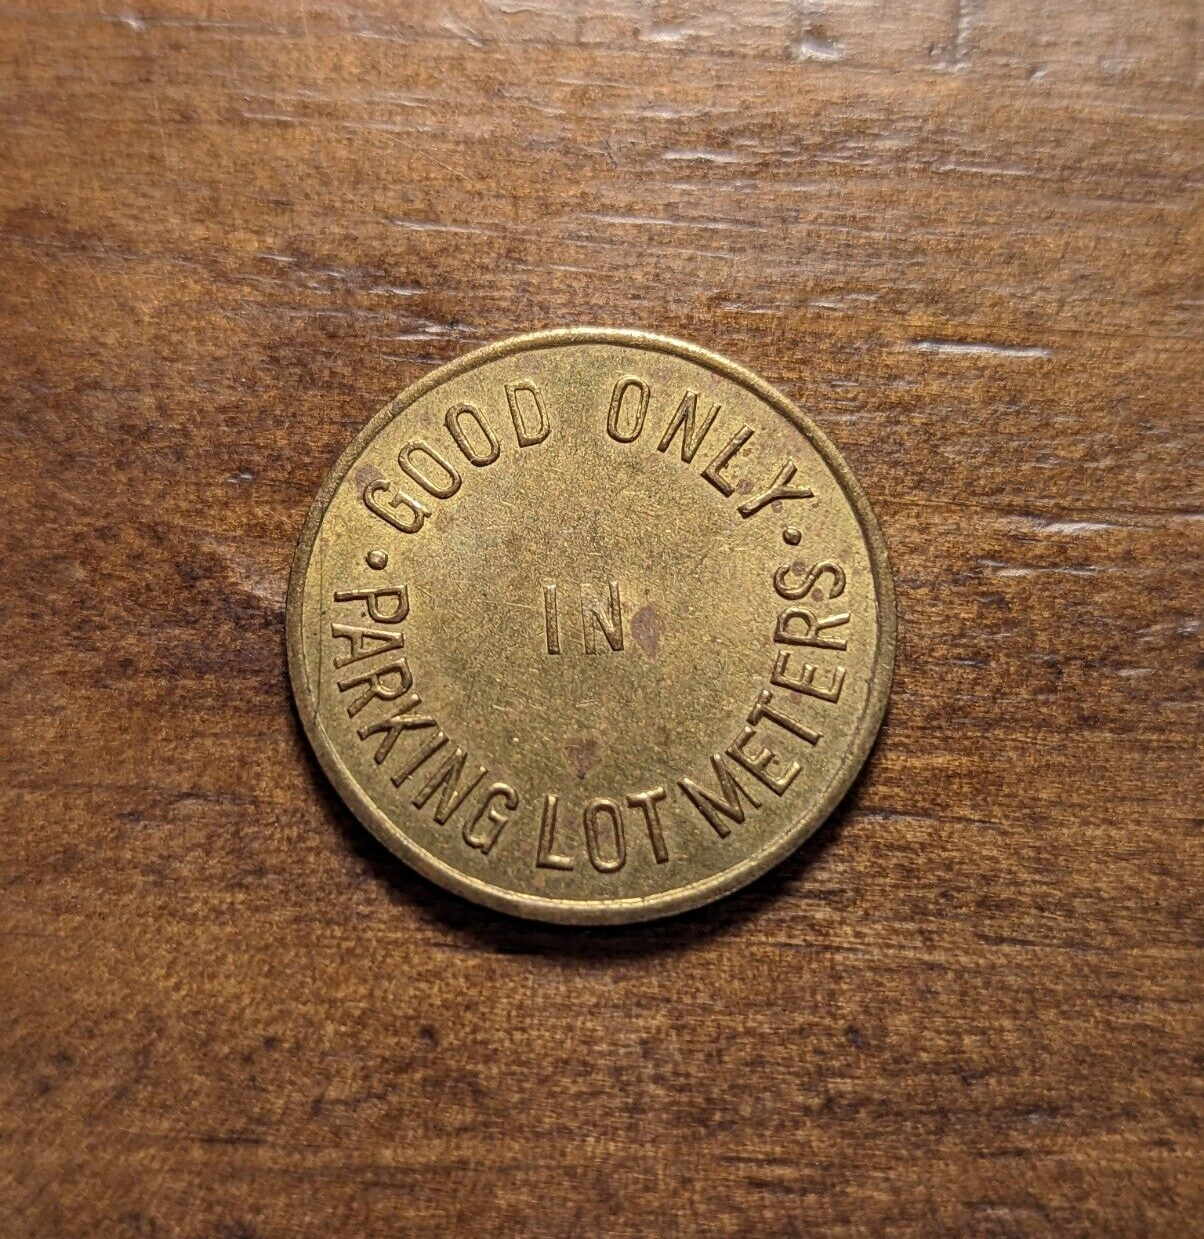 GOOD ONLY
IN
· PARKING LOT METERS ·